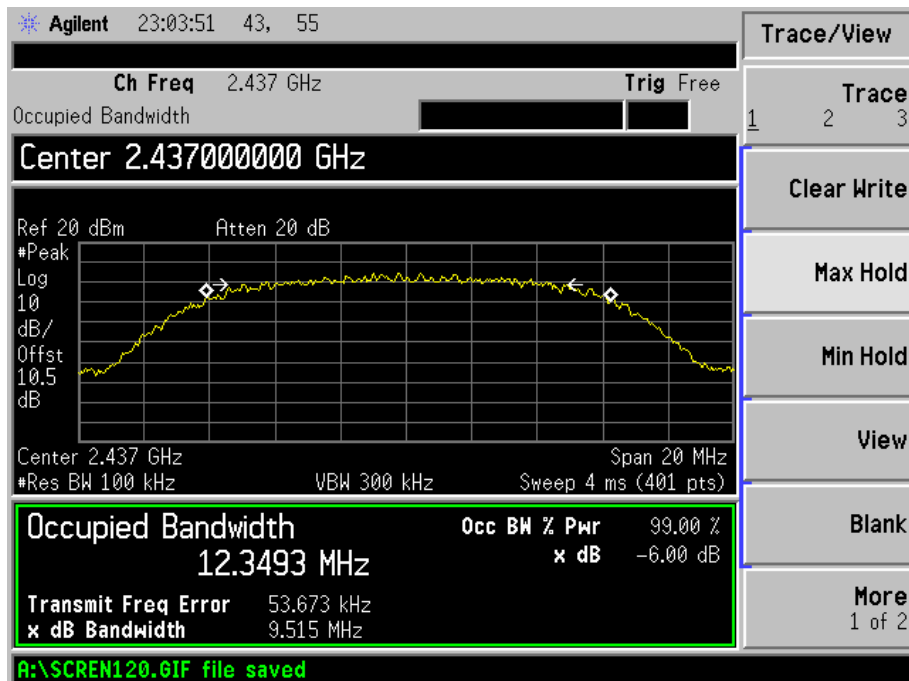 Agilent 23:03:51 43, 55
Ch Freq 2.437 GHz Trig Free
Occupied Bandwidth
Center 2.437000000 GHz
Ref 20 dBm Atten 20 dB
#Peak
Log
10
dB/
Offst
10.5
dB
Center 2.437 GHz Span 20 MHz
#Res BW 100 kHz VBW 300 kHz Sweep 4 ms (401 pts)
Occupied Bandwidth
12.3493 MHz
Occ BW % Pwr 99.00 %
x dB -6.00 dB
Transmit Freq Error 53.673 kHz
x dB Bandwidth 9.515 MHz
A:\SCREN120.GIF file saved
Trace/View
Trace
1 2 3
Clear Write
Max Hold
Min Hold
View
Blank
More
1 of 2